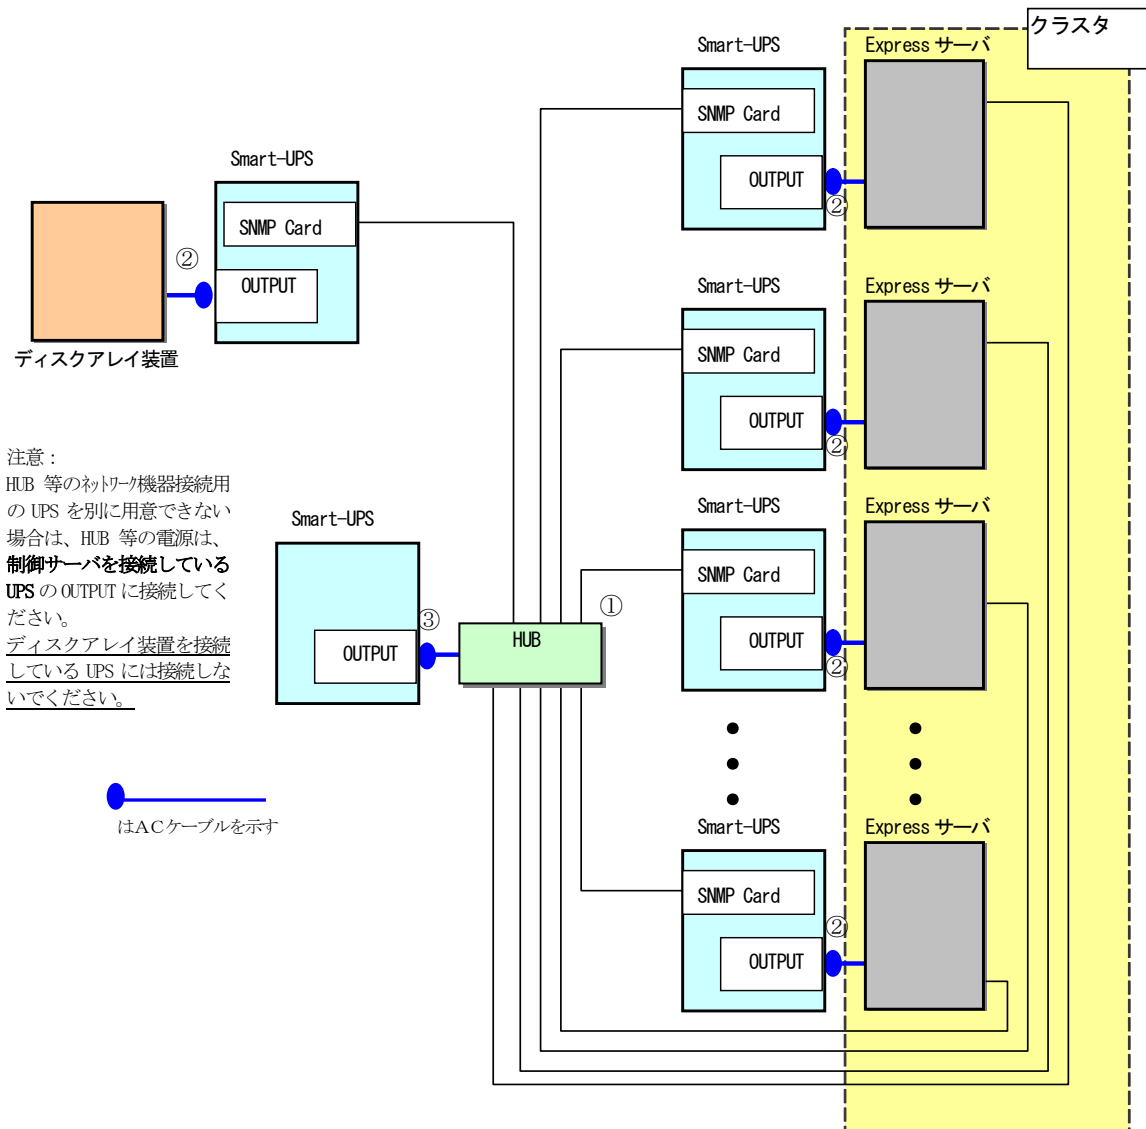 クラスタ
Smart-UPS
Express サーバ
SNMP Card
OUTPUT
②
Smart-UPS
SNMP Card
OUTPUT
②
ディスクアレイ装置
Smart-UPS
Express サーバ
SNMP Card
OUTPUT
②
注意：
HUB 等のネットワーク機器接続用
の UPS を別に用意できない
場合は、HUB 等の電源は、
制御サーバを接続している
UPS の OUTPUT に接続してく
ださい。
ディスクアレイ装置を接続
している UPS には接続しな
いでください。
Smart-UPS
OUTPUT
③
HUB
①
Smart-UPS
Express サーバ
SNMP Card
OUTPUT
②
はACケーブルを示す
Smart-UPS
Express サーバ
SNMP Card
OUTPUT
②